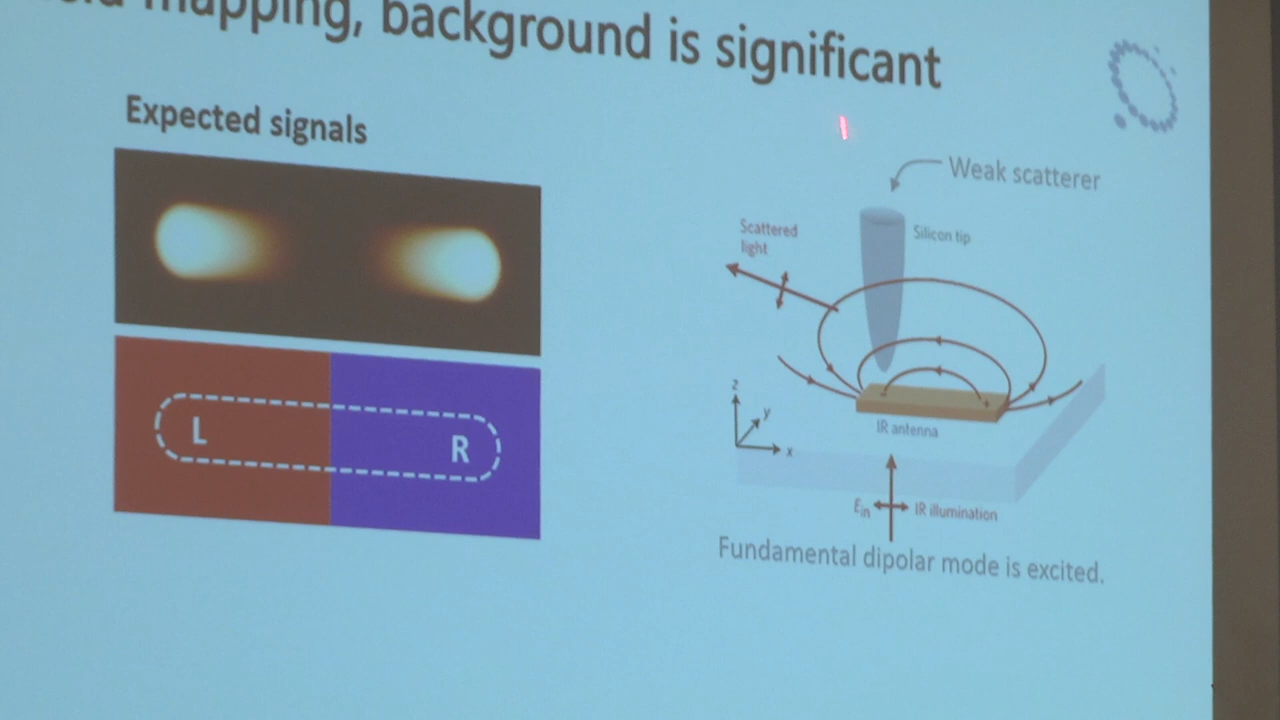 mapping, background is significant
Expected signals
Weak scatterer
Scattered
light
Silicon tip
L
R
z
y
x
IR antenna
Ein
IR illumination
Fundamental dipolar mode is excited.